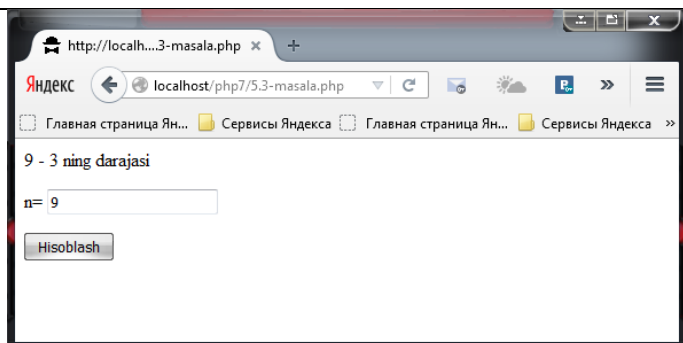 http://localh....3-masala.php × +
Яндекс localhost/php7/5.3-masala.php
Главная страница Ян... Сервисы Яндекса Главная страница Ян... Сервисы Яндекса »
9 - 3 ning darajasi
n= 9
Hisoblash